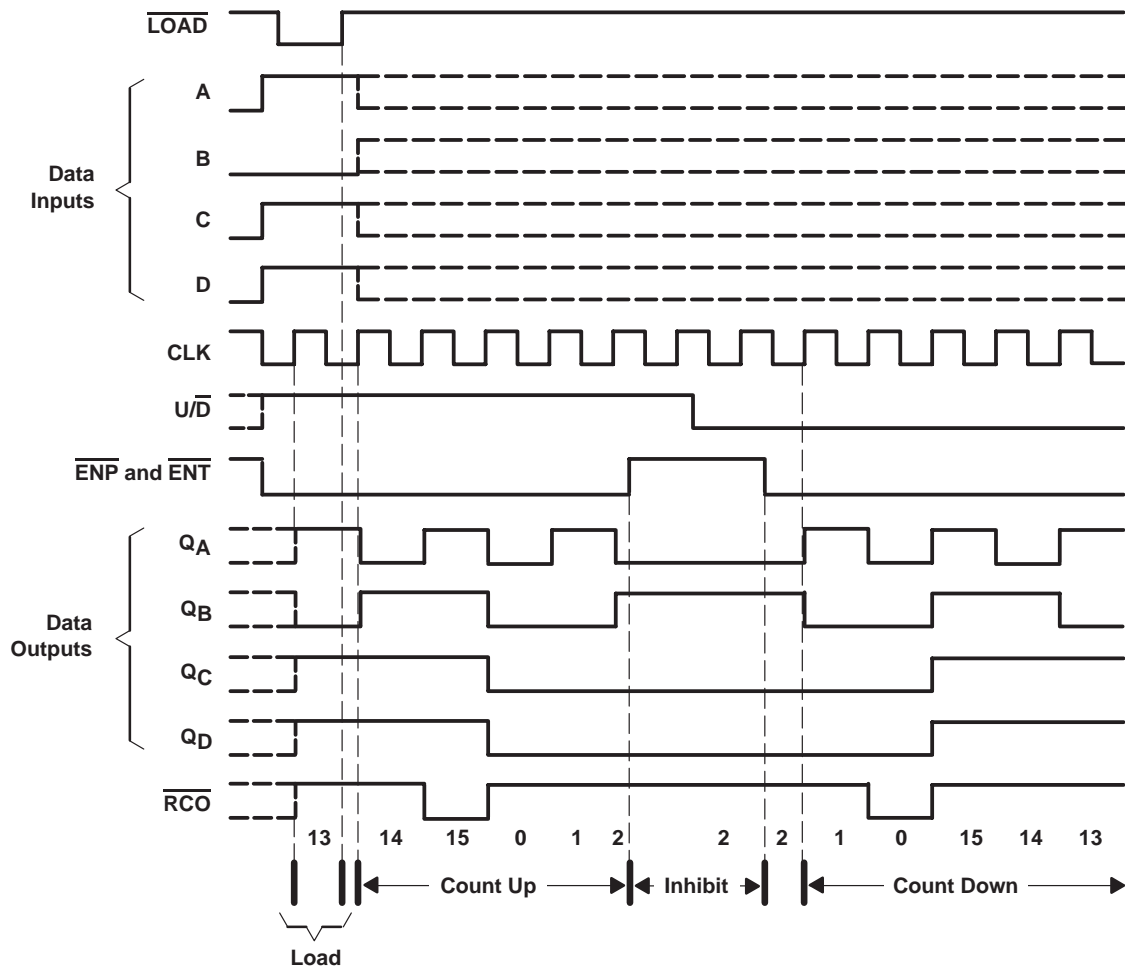 LOAD
A
B
Data
Inputs
C
D
CLK
U/D
ENP and ENT
QA
QB
Data
Outputs
QC
QD
RCO
13 14 15 0 1 2 2 2 1 0 15 14 13
Count Up Inhibit Count Down
Load